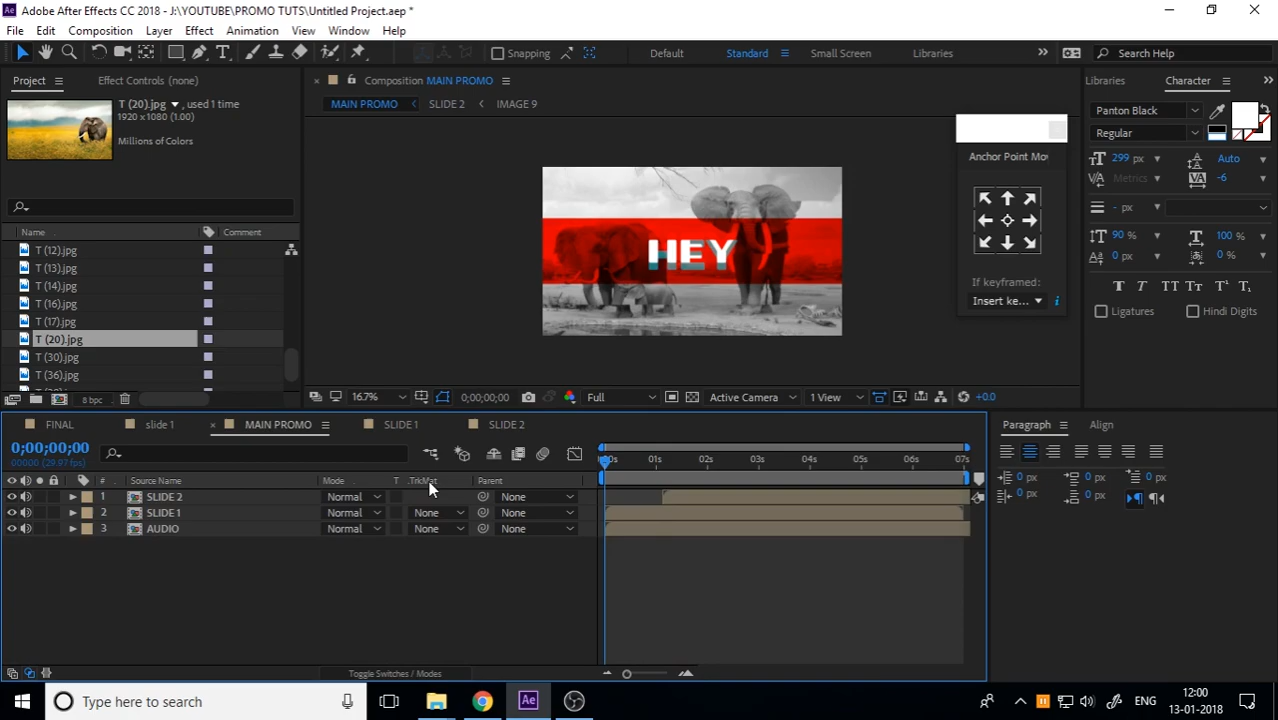 Adobe After Effects CC 2018 - J:\YOUTUBE\PROMO TUTS\Untitled Project.aep *
File Edit Composition Layer Effect Animation View Window Help
Snapping Default Standard Small Screen Libraries Search Help
Project Effect Controls (none)
T (20).jpg , used 1 time
1920 x 1080 (1.00)
Millions of Colors
Name Comment
T (12).jpg
T (13).jpg
T (14).jpg
T (16).jpg
T (17).jpg
T (20).jpg
T (30).jpg
T (36).jpg
8 bpc
Composition MAIN PROMO
MAIN PROMO SLIDE 2 IMAGE 9
HEY
16.7% 0;00;00;00 Full Active Camera 1 View +0.0
Anchor Point Mov
If keyframed:
Insert ke...
Libraries Character
Panton Black
Regular
299 px Auto
Metrics -6
- px
90 % 100 %
0 px 0 %
T T TT Tr T¹ T₁
Ligatures Hindi Digits
FINAL slide 1 MAIN PROMO SLIDE 1 SLIDE 2
0;00;00;00
00000 (29.97 fps)
# Source Name Mode T .TrkMat Parent
1 SLIDE 2 Normal None
2 SLIDE 1 Normal None None
3 AUDIO Normal None None
01s 02s 03s 04s 05s 06s 07s
Toggle Switches / Modes
Paragraph Align
0 px 0 px 0 px
0 px 0 px
Type here to search
ENG
12:00
13-01-2018